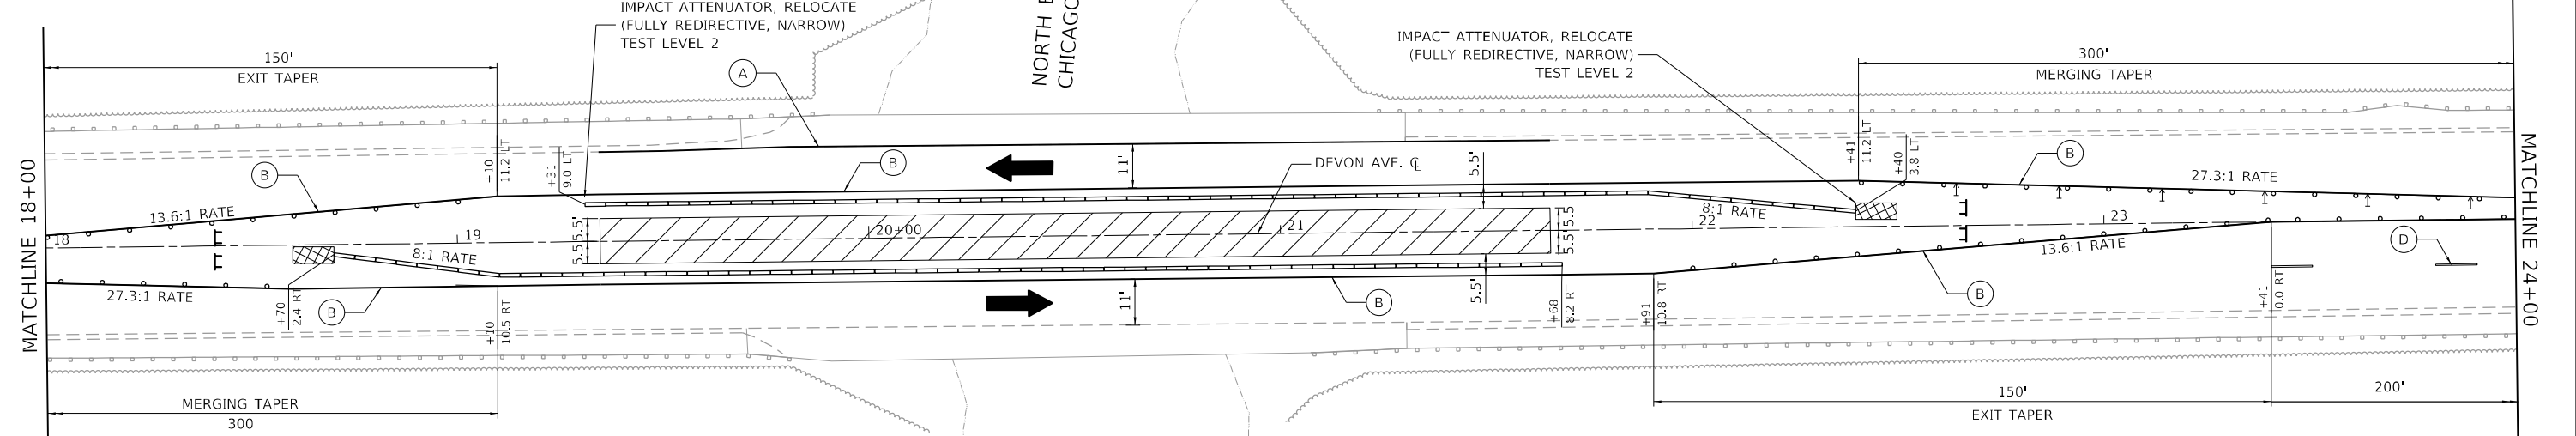 IMPACT ATTENUATOR, RELOCATE
(FULLY REDIRECTIVE, NARROW)
TEST LEVEL 2
NORTH
CHICAGO
IMPACT ATTENUATOR, RELOCATE
(FULLY REDIRECTIVE, NARROW)
TEST LEVEL 2
150'
EXIT TAPER
A
300'
MERGING TAPER
MATCHLINE 18+00
+10
11.2 LT
+31
9.0 LT
B
B
11'
DEVON AVE. ℄
5.5'
+41
11.2 LT
+40
3.8 LT
B
27.3:1 RATE
MATCHLINE 24+00
13.6:1 RATE
18
19
8:1 RATE
5.5'
5.5'
20+00
21
5.5'
5.5'
8:1 RATE
22
23
13.6:1 RATE
D
27.3:1 RATE
+70
2.4 RT
B
+10
10.5 RT
11'
5.5'
B
+68
8.2 RT
+91
10.8 RT
B
+41
0.0 RT
MERGING TAPER
300'
150'
EXIT TAPER
200'